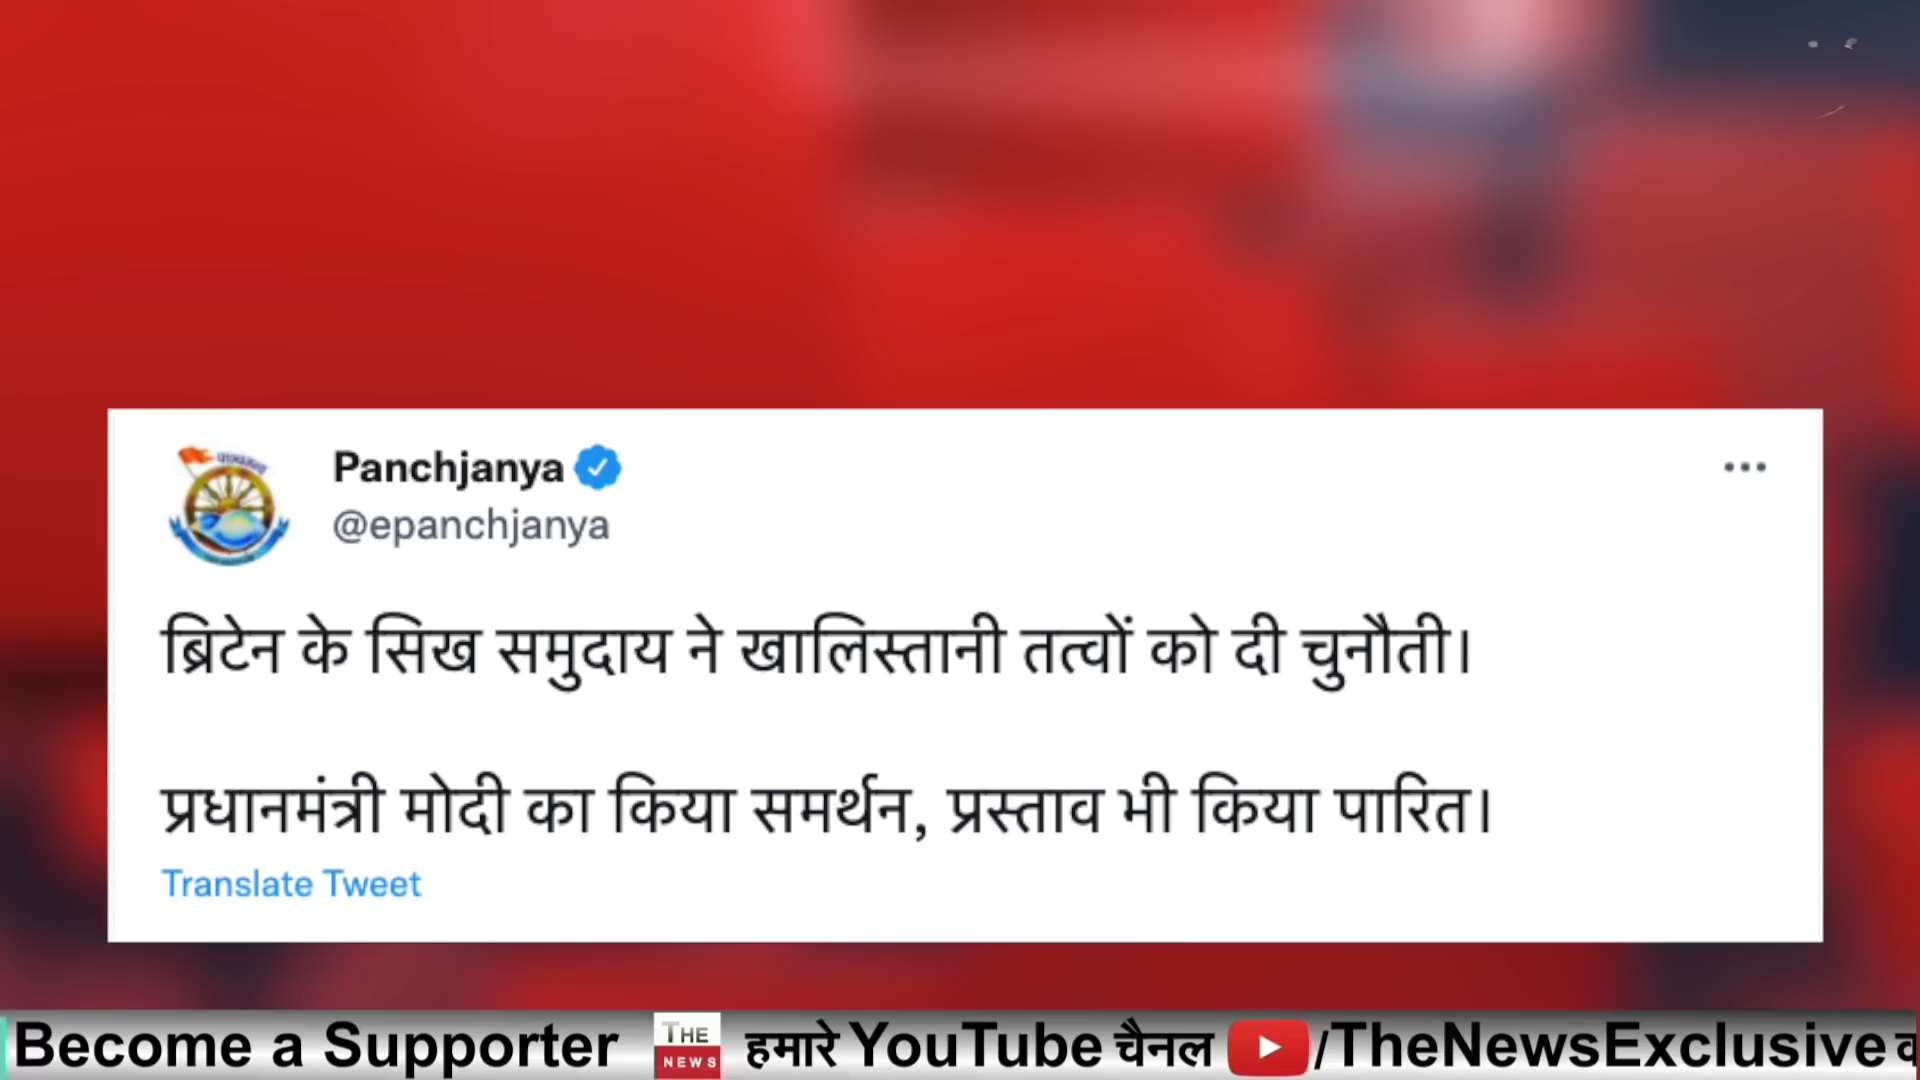 Panchjanya
@epanchjanya
ब्रिटेन के सिख समुदाय ने खालिस्तानी तत्वों को दी चुनौती।
प्रधानमंत्री मोदी का किया समर्थन, प्रस्ताव भी किया पारित।
Translate Tweet
Become a Supporter THE NEWS हमारे YouTube चैनल /TheNewsExclusive